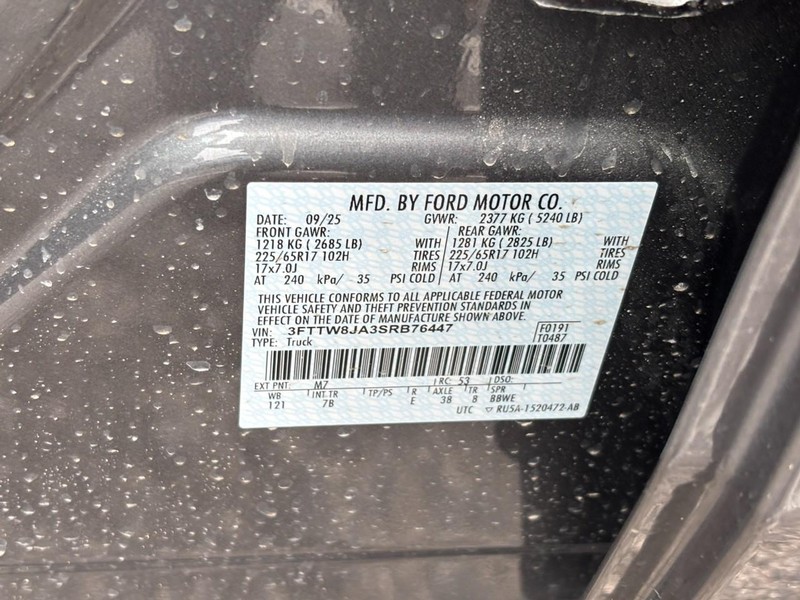 MFD. BY FORD MOTOR CO.
DATE: 09/25 GVWR: 2377 KG ( 5240 LB)
FRONT GAWR: REAR GAWR:
1218 KG ( 2685 LB) WITH 1281 KG ( 2825 LB) WITH
225/65R17 102H TIRES 225/65R17 102H TIRES
17x7.0J RIMS 17x7.0J RIMS
AT 240 kPa/ 35 PSI COLD AT 240 kPa/ 35 PSI COLD
THIS VEHICLE CONFORMS TO ALL APPLICABLE FEDERAL MOTOR
VEHICLE SAFETY AND THEFT PREVENTION STANDARDS IN
EFFECT ON THE DATE OF MANUFACTURE SHOWN ABOVE.
VIN: 3FTTW8JA3SRB76447 F0191
TYPE: Truck T0487
EXT PNT: M7 RC: 53 DSO:
WB INT TR TP/PS R AXLE TR SPR
121 7B E 38 8 BBWE
UTC RU5A-1520472-AB